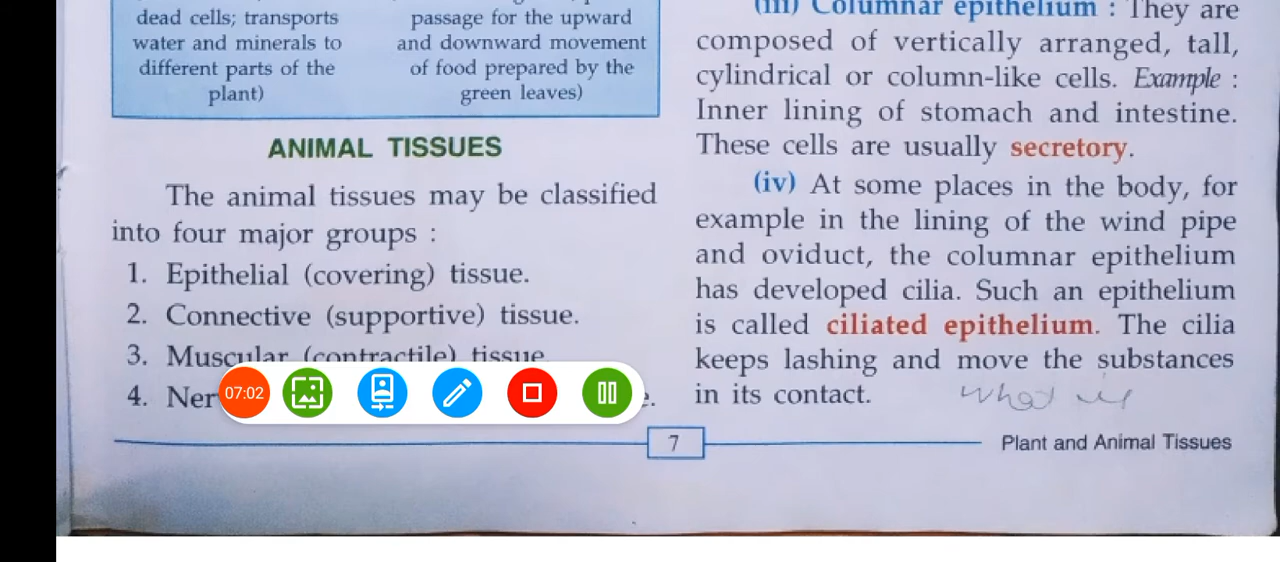 dead cells; transports
water and minerals to
different parts of the
plant)
passage for the upward
and downward movement
of food prepared by the
green leaves)
ANIMAL TISSUES
The animal tissues may be classified
into four major groups :
1. Epithelial (covering) tissue.
2. Connective (supportive) tissue.
3. Muscular (contractile) tissue
4. Ner
07:02
(iii) Columnar epithelium : They are
composed of vertically arranged, tall,
cylindrical or column-like cells. Example :
Inner lining of stomach and intestine.
These cells are usually secretory.
(iv) At some places in the body, for
example in the lining of the wind pipe
and oviduct, the columnar epithelium
has developed cilia. Such an epithelium
is called ciliated epithelium. The cilia
keeps lashing and move the substances
in its contact.
what is
7
Plant and Animal Tissues